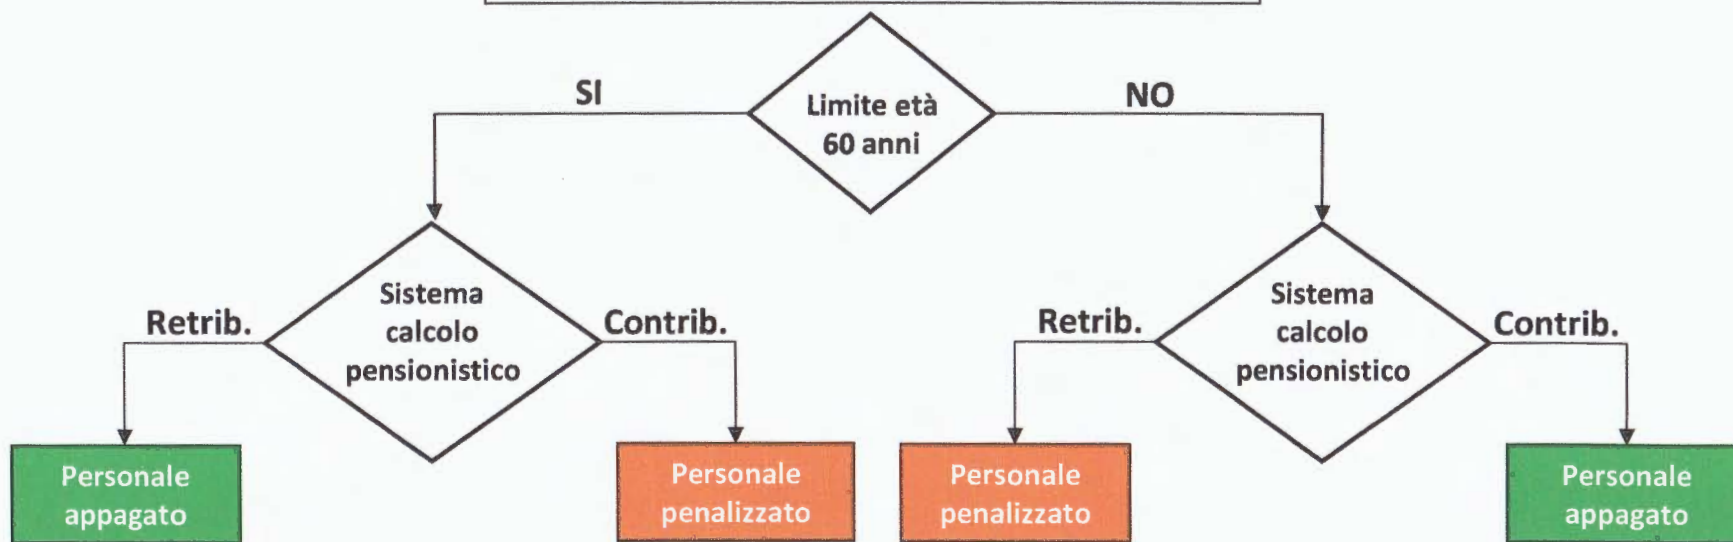 SI
Limite età
60 anni
NO
Retrib.
Sistema
calcolo
pensionistico
Contrib.
Retrib.
Sistema
calcolo
pensionistico
Contrib.
Personale
appagato
Personale
penalizzato
Personale
penalizzato
Personale
appagato